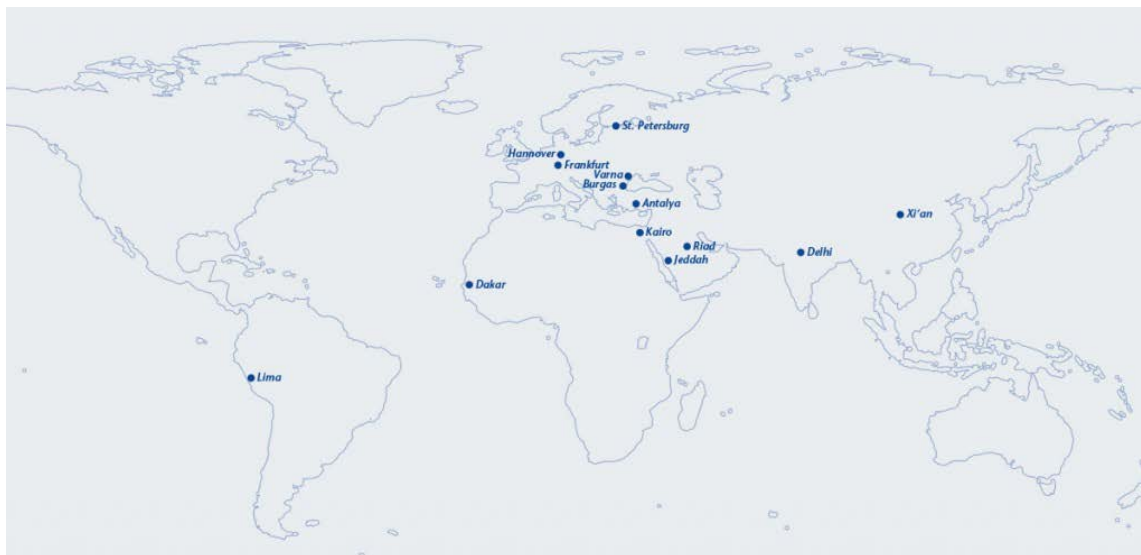 St. Petersburg
Hannover
Frankfurt
Varna
Burgas
Antalya
Xi'an
Kairo
Riad
Delhi
Jeddah
Dakar
Lima